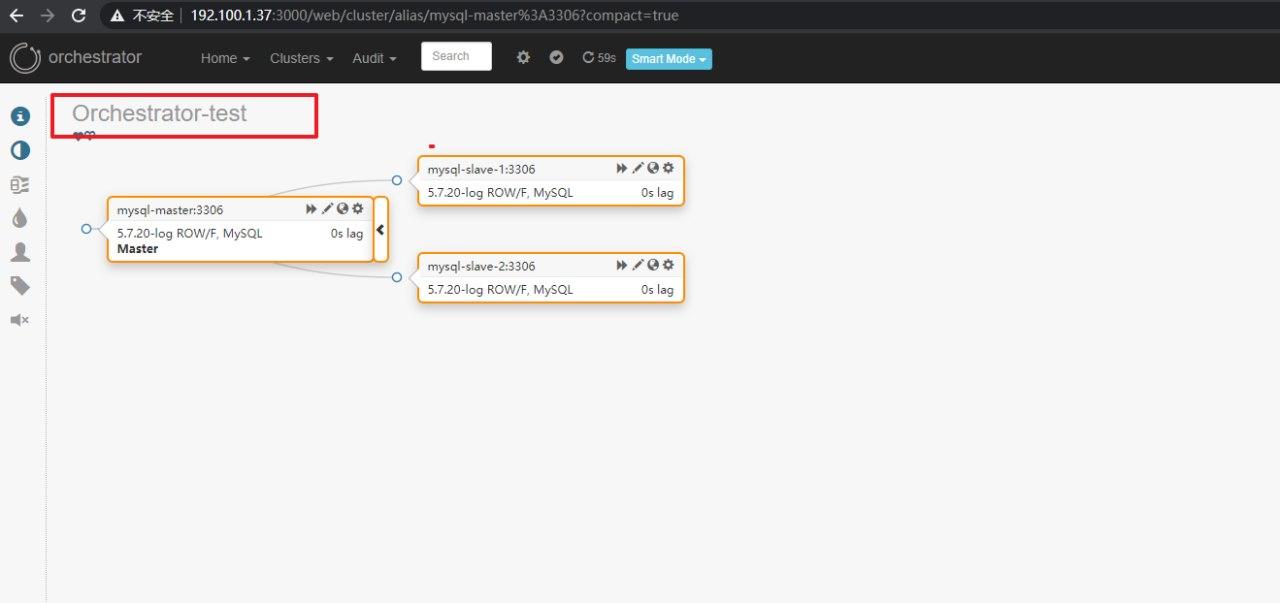 不安全 192.100.1.37:3000/web/cluster/alias/mysql-master%3A3306?compact=true
orchestrator Home Clusters Audit Search 59s Smart Mode
Orchestrator-test
mysql-slave-1:3306
5.7.20-log ROW/F, MySQL 0s lag
mysql-master:3306
5.7.20-log ROW/F, MySQL 0s lag
Master
mysql-slave-2:3306
5.7.20-log ROW/F, MySQL 0s lag